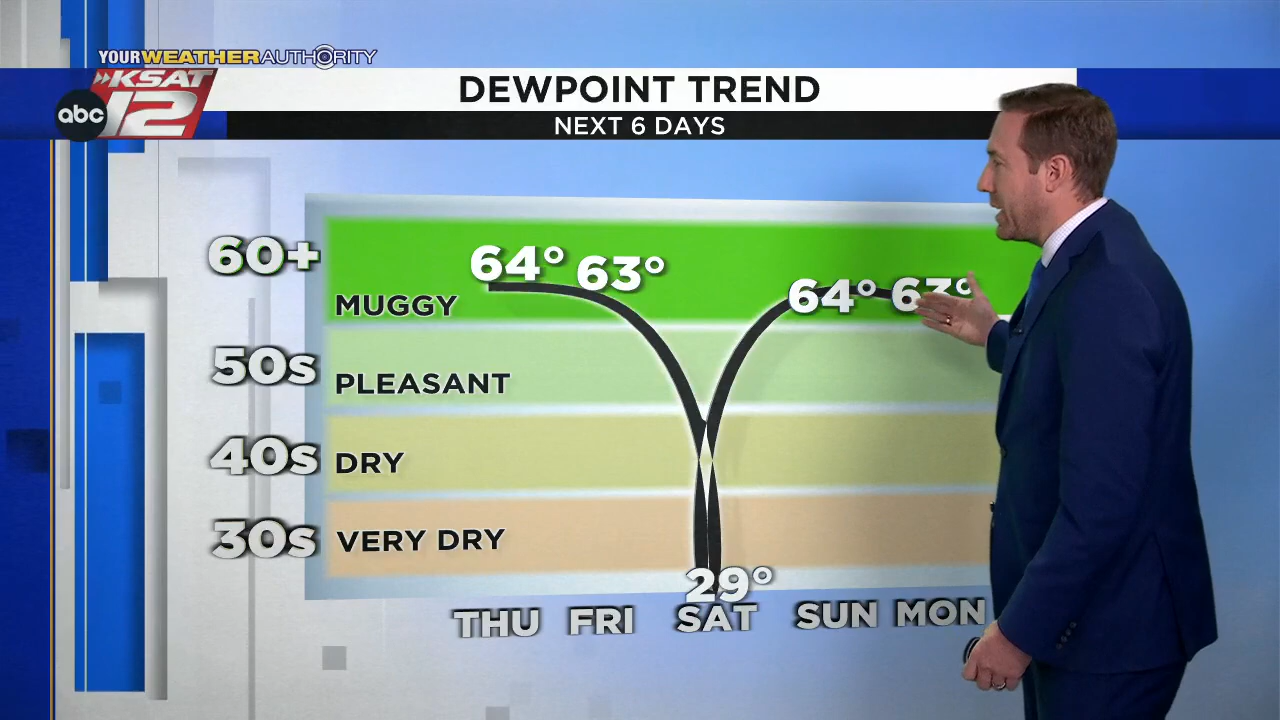 YOUR WEATHER AUTHORITY
KSAT
abc 12
DEWPOINT TREND
NEXT 6 DAYS
60+
MUGGY
64° 63° 64° 63°
50s PLEASANT
40s DRY
30s VERY DRY
29°
THU FRI SAT SUN MON